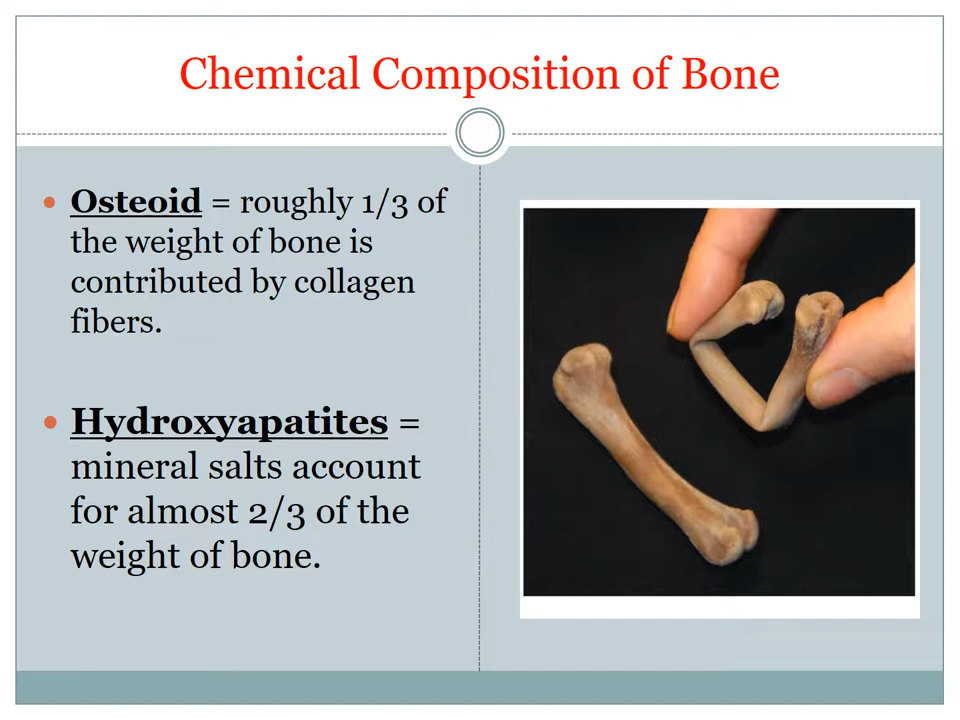 Chemical Composition of Bone
Osteoid = roughly 1/3 of
the weight of bone is
contributed by collagen
fibers.
Hydroxyapatites =
mineral salts account
for almost 2/3 of the
weight of bone.